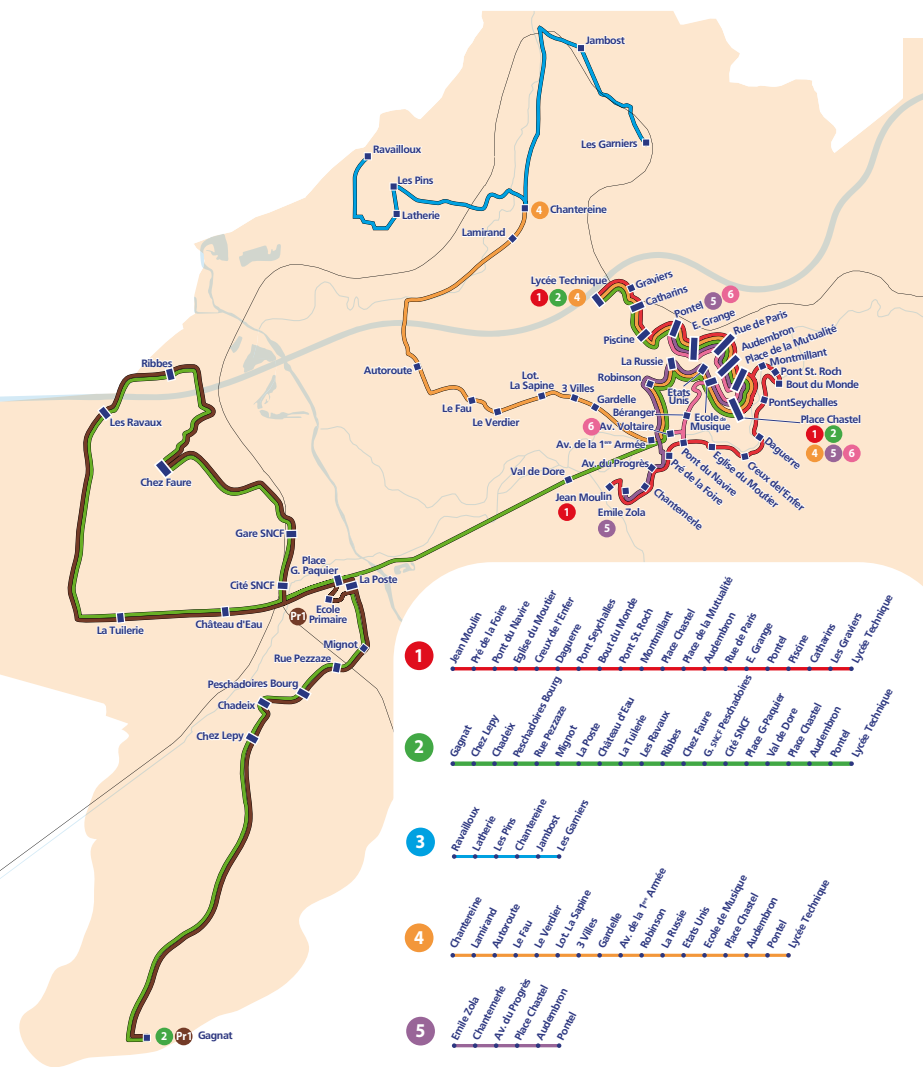 Jambost
Les Garniers
Ravailloux
Les Pins
Latherie
4 Chantereine
Lamirand
Lycée Technique
1 2 4
Graviers
Catharins
Pontel 5 6
E. Grange
Rue de Paris
Audembron
Place de la Mutualité
Montmillant
Pont St. Roch
Bout du Monde
PontSeychalles
Piscine
La Russie
Robinson
Etats
Unis
Ecole de
Musique
Place Chastel
1 2
4 5 6
Ribbes
Les Ravaux
Chez Faure
Autoroute
Le Fau
Le Verdier
Lot.
La Sapine
3 Villes
Gardelle
Béranger
6 Av. Voltaire
Av. de la 1ère Armée
Av. du Progrès
Val de Dore
Jean Moulin
1
Emile Zola
5
Chantemerle
Pré de la Foire
Pont du Navire
Eglise du Moutier
Creux de l'Enfer
Daguerre
Gare SNCF
Place
G. Paquier
Cité SNCF
La Poste
Pr1
Ecole
Primaire
La Tuilerie
Château d'Eau
Mignot
Rue Pezzaze
Peschadoires Bourg
Chadeix
Chez Lepy
2 Pr1 Gagnat
1
Jean Moulin
Pré de la Foire
Pont du Navire
Eglise du Moutier
Creux de l'Enfer
Daguerre
Pont Seychalles
Bout du Monde
Pont St. Roch
Montmillant
Place Chastel
Place de la Mutualité
Audembron
Rue de Paris
E. Grange
Pontel
Piscine
Catharins
Les Graviers
Lycée Technique
2
Gagnat
Chez Lepy
Chadeix
Peschadoires Bourg
Rue Pezzaze
Mignot
La Poste
Château d'Eau
La Tuilerie
Les Ravaux
Ribbes
Chez Faure
G. SNCF Peschadoires
Cité SNCF
Place G-Paquier
Val de Dore
Place Chastel
Audembron
Pontel
Lycée Technique
3
Ravailloux
Latherie
Les Pins
Chantereine
Jambost
Les Garniers
4
Chantereine
Lamirand
Autoroute
Le Fau
Le Verdier
Lot. La Sapine
3 Villes
Gardelle
Av. de la 1ère Armée
Robinson
La Russie
Etats Unis
Ecole de Musique
Place Chastel
Audembron
Pontel
Lycée Technique
5
Emile Zola
Chantemerle
Av. du Progrès
Place Chastel
Audembron
Pontel